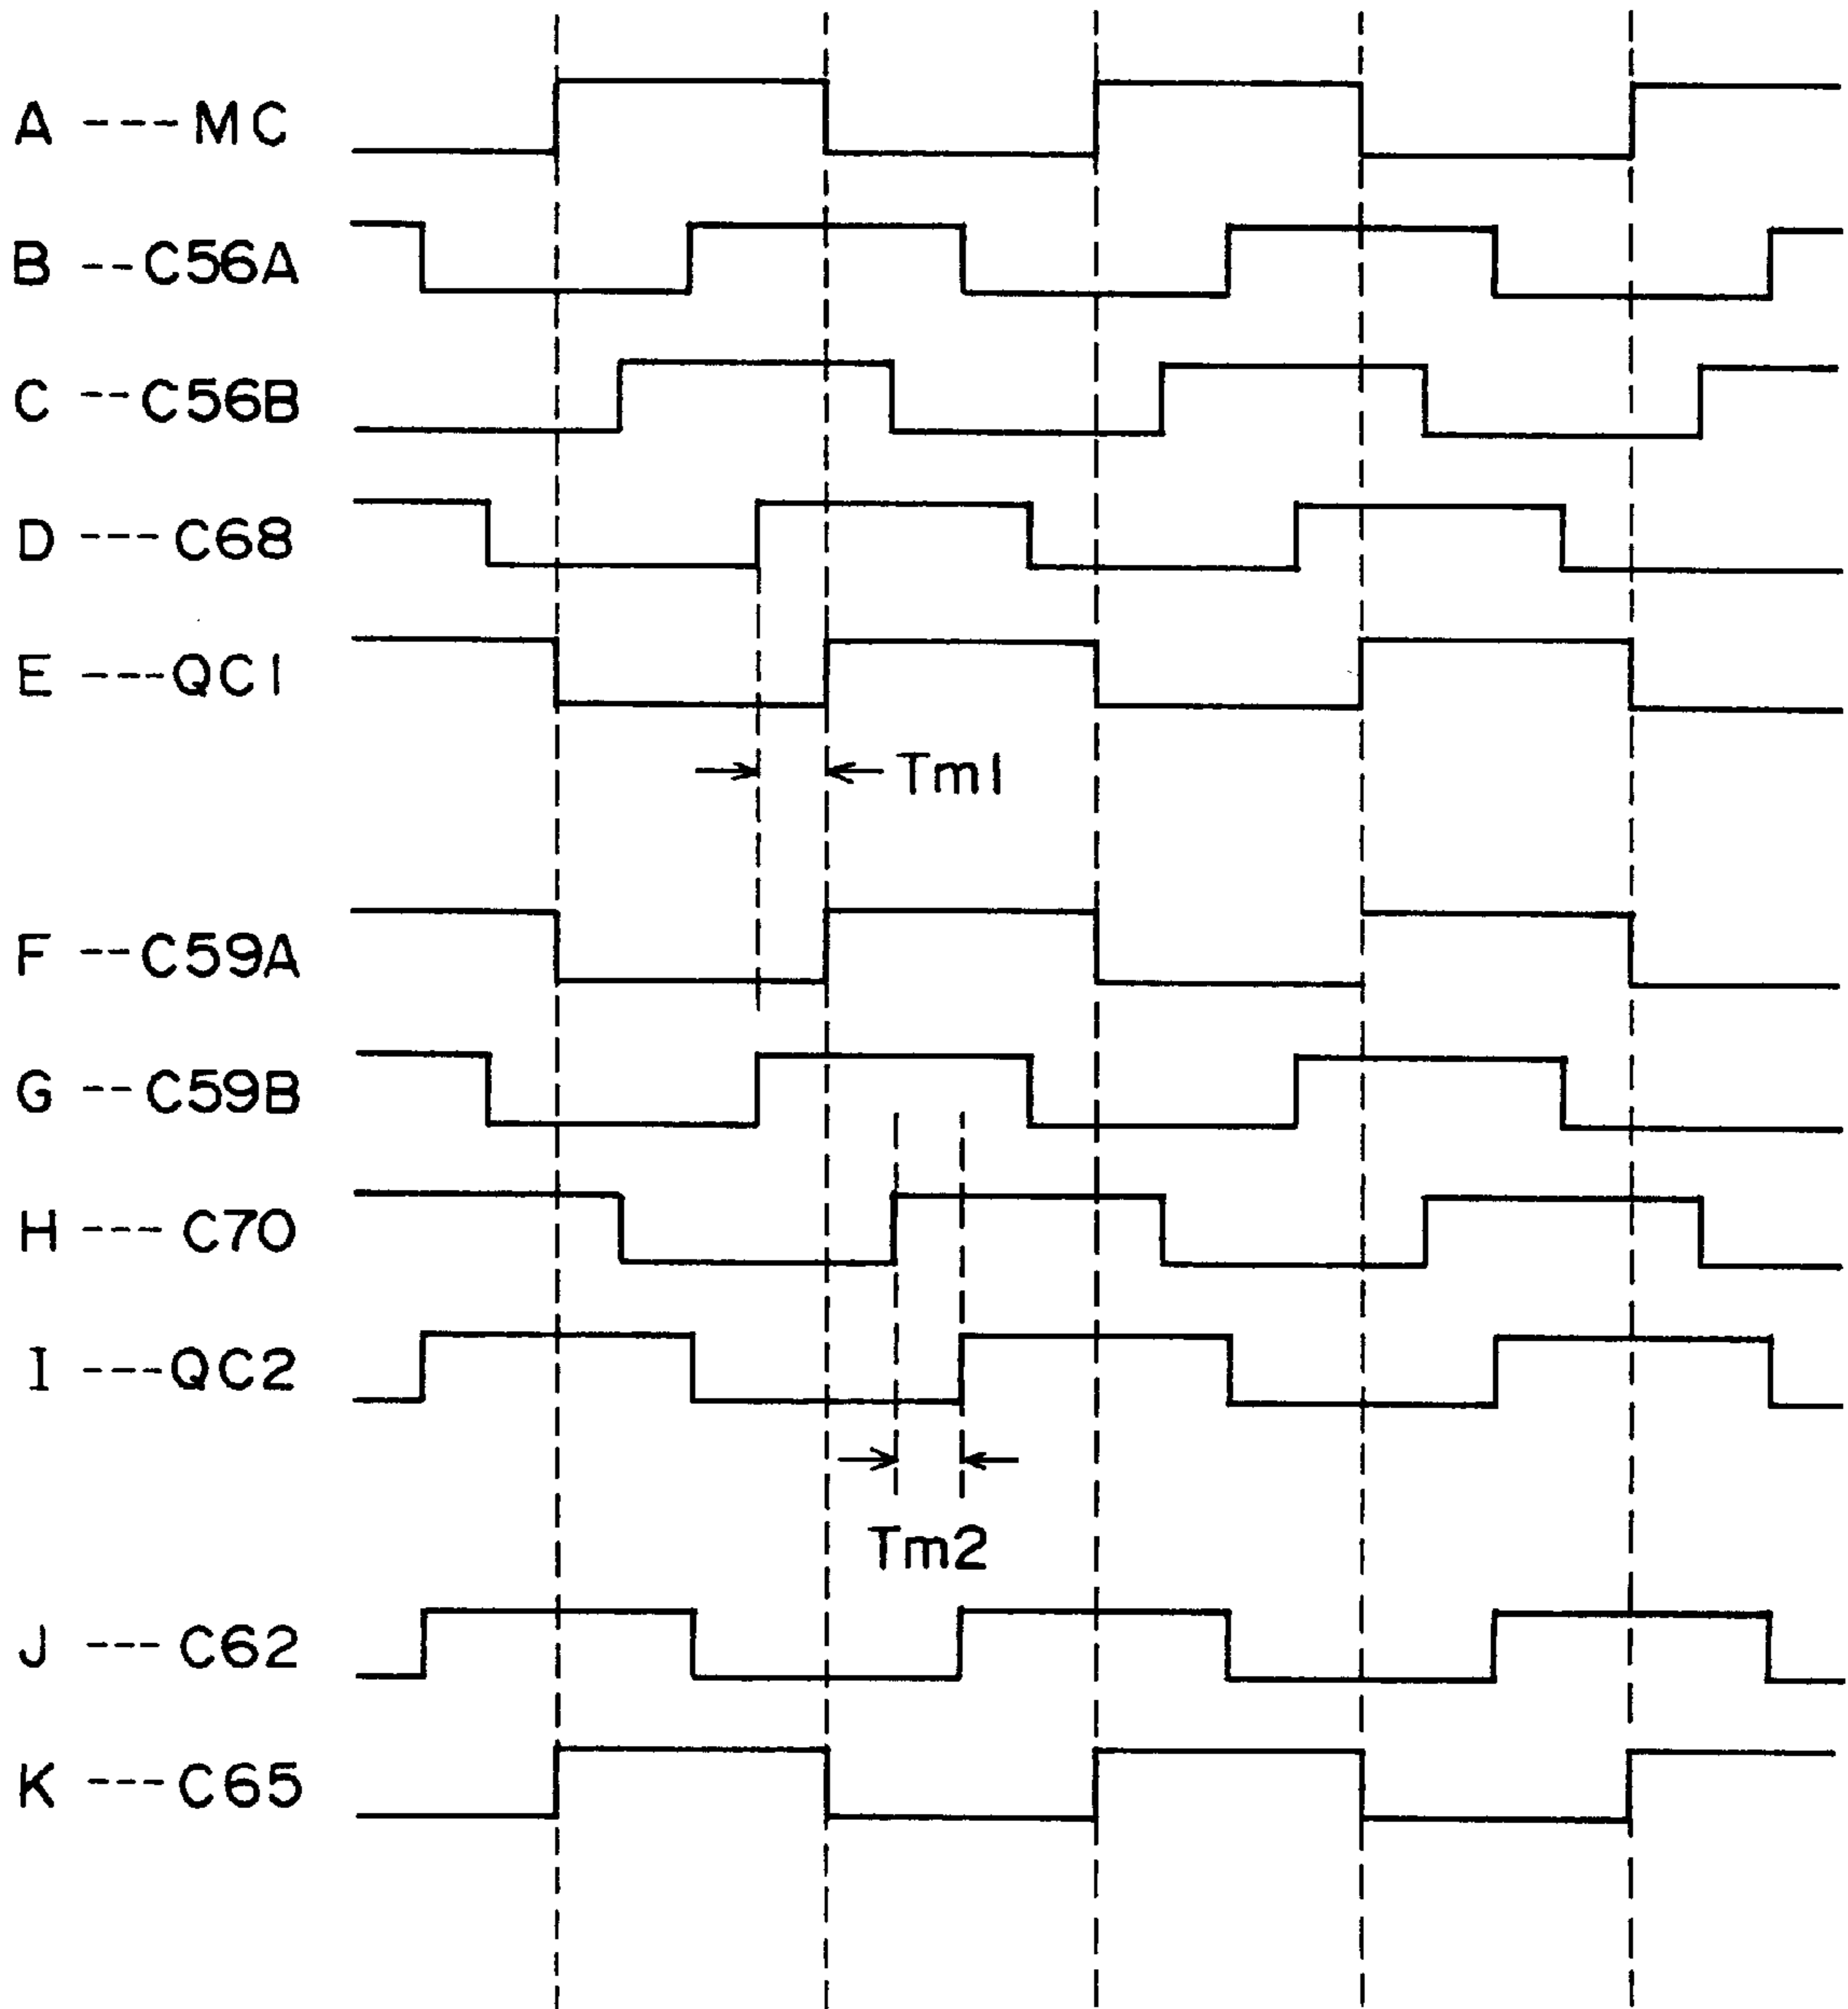 A ---- MC
B -- C56A
C -- C56B
D --- C68
E --- QC1
Tm1
F -- C59A
G -- C59B
H --- C70
I --- QC2
Tm2
J --- C62
K --- C65